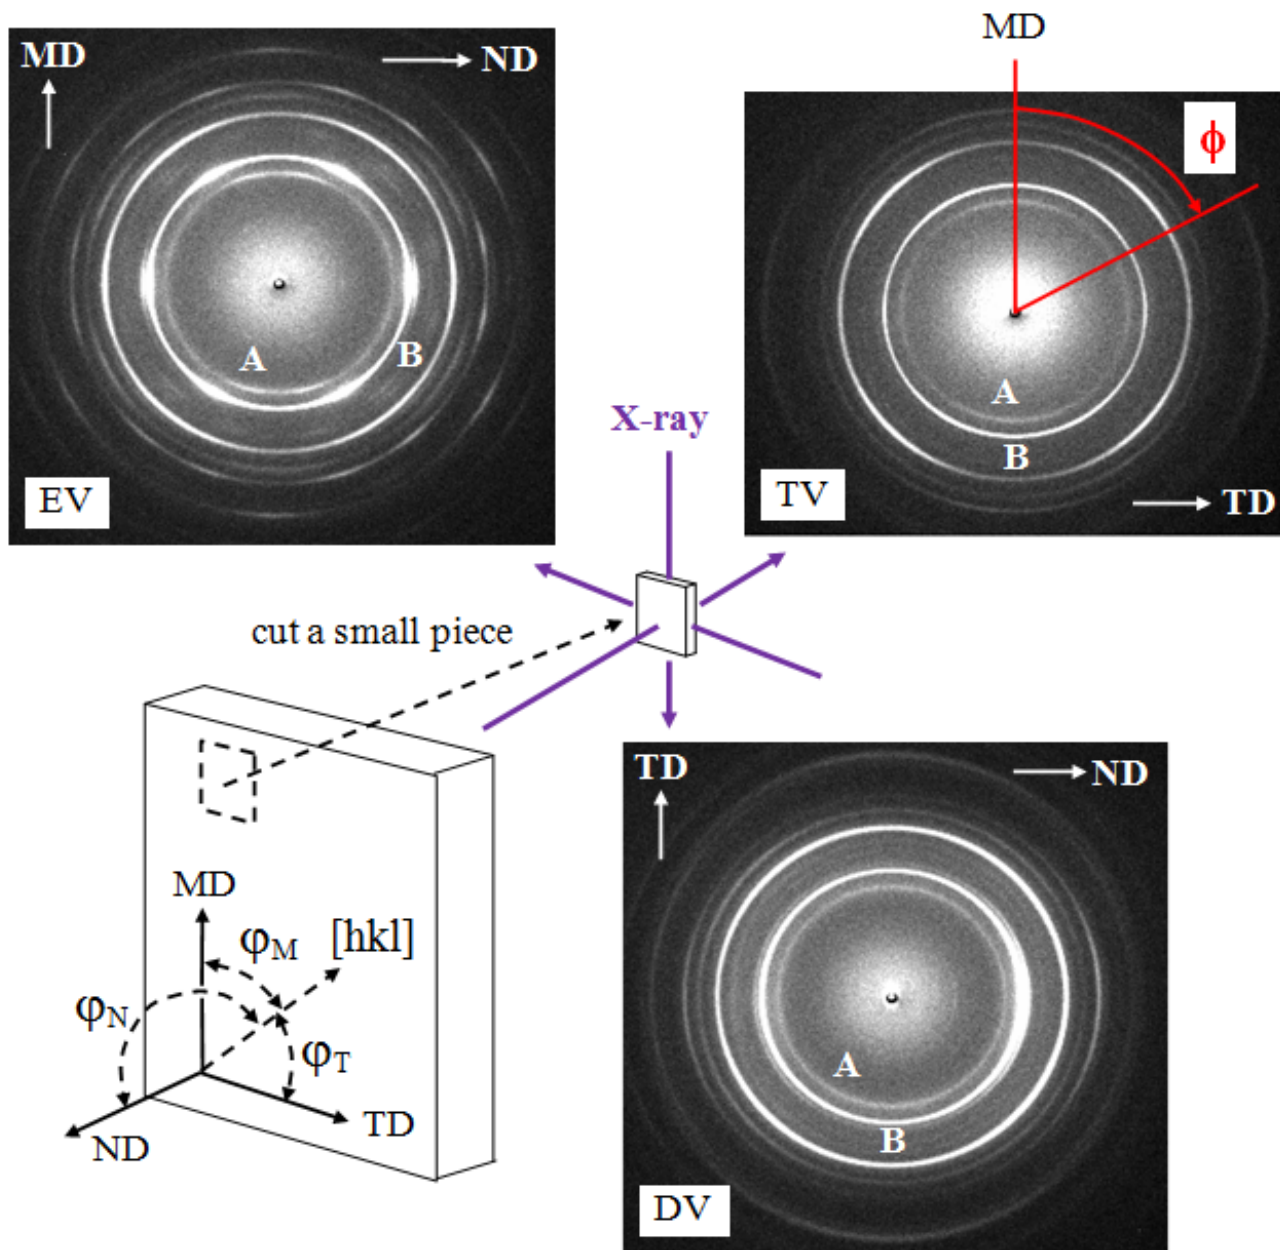 MD
ND
A
B
EV
MD
ϕ
A
B
TV
TD
X-ray
cut a small piece
MD
[hkl]
φM
φN
φT
TD
ND
TD
ND
A
B
DV